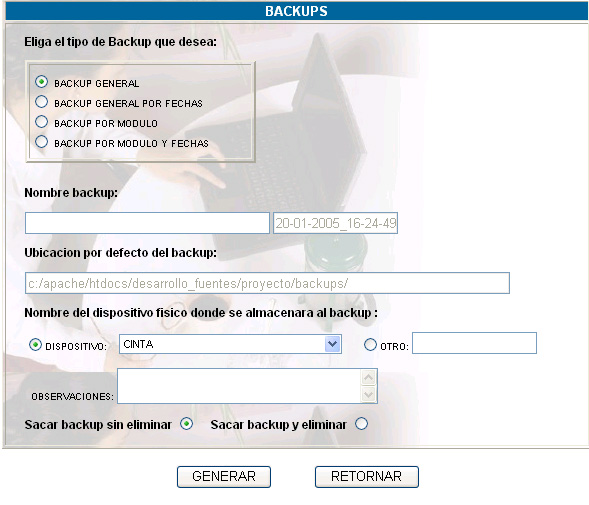 BACKUPS
Eliga el tipo de Backup que desea:
BACKUP GENERAL
BACKUP GENERAL POR FECHAS
BACKUP POR MODULO
BACKUP POR MODULO Y FECHAS
Nombre backup:
20-01-2005_16-24-49
Ubicacion por defecto del backup:
c:/apache/htdocs/desarrollo_fuentes/proyecto/backups/
Nombre del dispositivo fisico donde se almacenara al backup :
DISPOSITIVO: CINTA OTRO:
OBSERVACIONES:
Sacar backup sin eliminar Sacar backup y eliminar
GENERAR RETORNAR